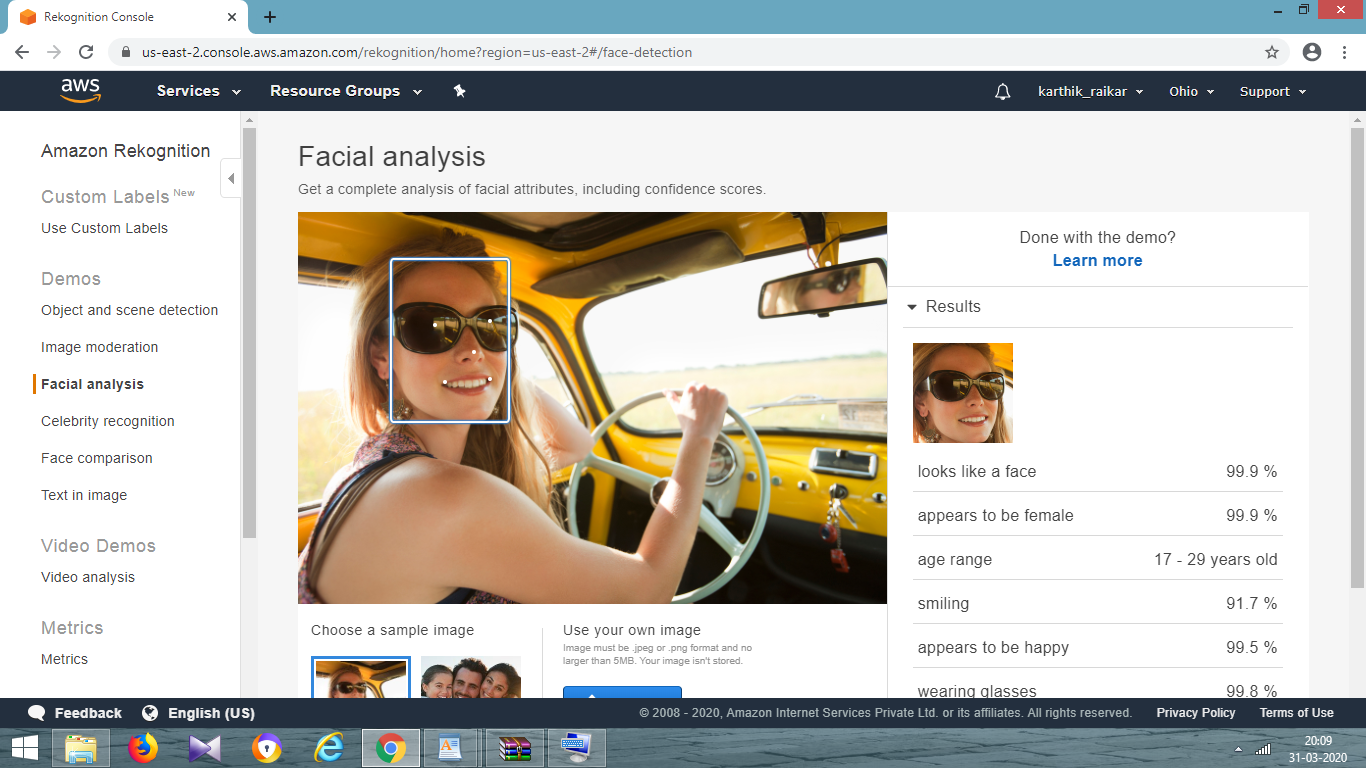 Rekognition Console
us-east-2.console.aws.amazon.com/rekognition/home?region=us-east-2#/face-detection
aws
Services
Resource Groups
karthik_raikar
Ohio
Support
Amazon Rekognition
Custom Labels New
Use Custom Labels
Demos
Object and scene detection
Image moderation
Facial analysis
Celebrity recognition
Face comparison
Text in image
Video Demos
Video analysis
Metrics
Metrics
Facial analysis
Get a complete analysis of facial attributes, including confidence scores.
Choose a sample image
Use your own image
Image must be .jpeg or .png format and no
larger than 5MB. Your image isn't stored.
Done with the demo?
Learn more
Results
looks like a face 99.9 %
appears to be female 99.9 %
age range 17 - 29 years old
smiling 91.7 %
appears to be happy 99.5 %
wearing glasses 99.8 %
Feedback
English (US)
© 2008 - 2020, Amazon Internet Services Private Ltd. or its affiliates. All rights reserved.
Privacy Policy
Terms of Use
20:09
31-03-2020